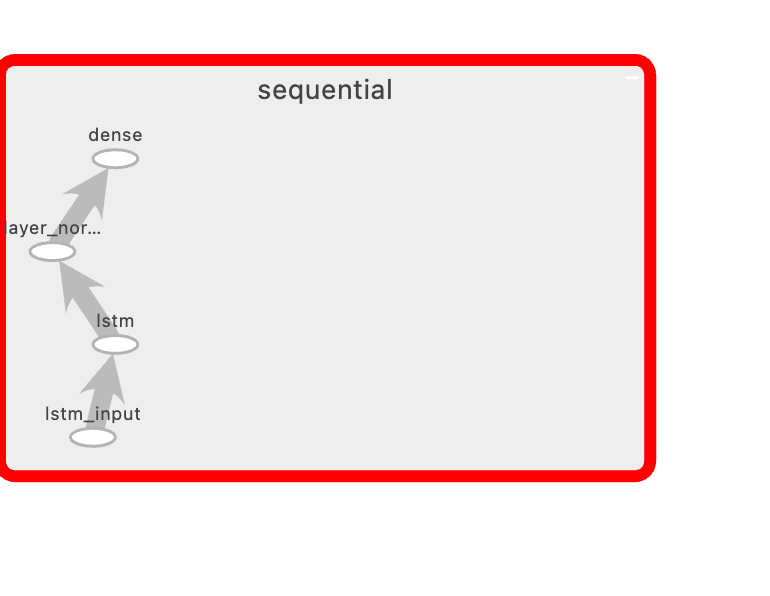 sequential
dense
layer_nor...
lstm
lstm_input